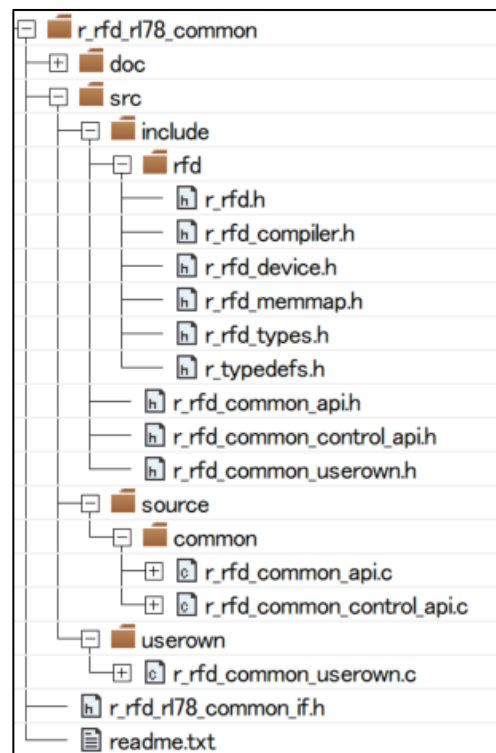 r_rfd_rl78_common
doc
src
include
rfd
r_rfd.h
r_rfd_compiler.h
r_rfd_device.h
r_rfd_memmap.h
r_rfd_types.h
r_typedefs.h
r_rfd_common_api.h
r_rfd_common_control_api.h
r_rfd_common_userown.h
source
common
r_rfd_common_api.c
r_rfd_common_control_api.c
userown
r_rfd_common_userown.c
r_rfd_rl78_common_if.h
readme.txt